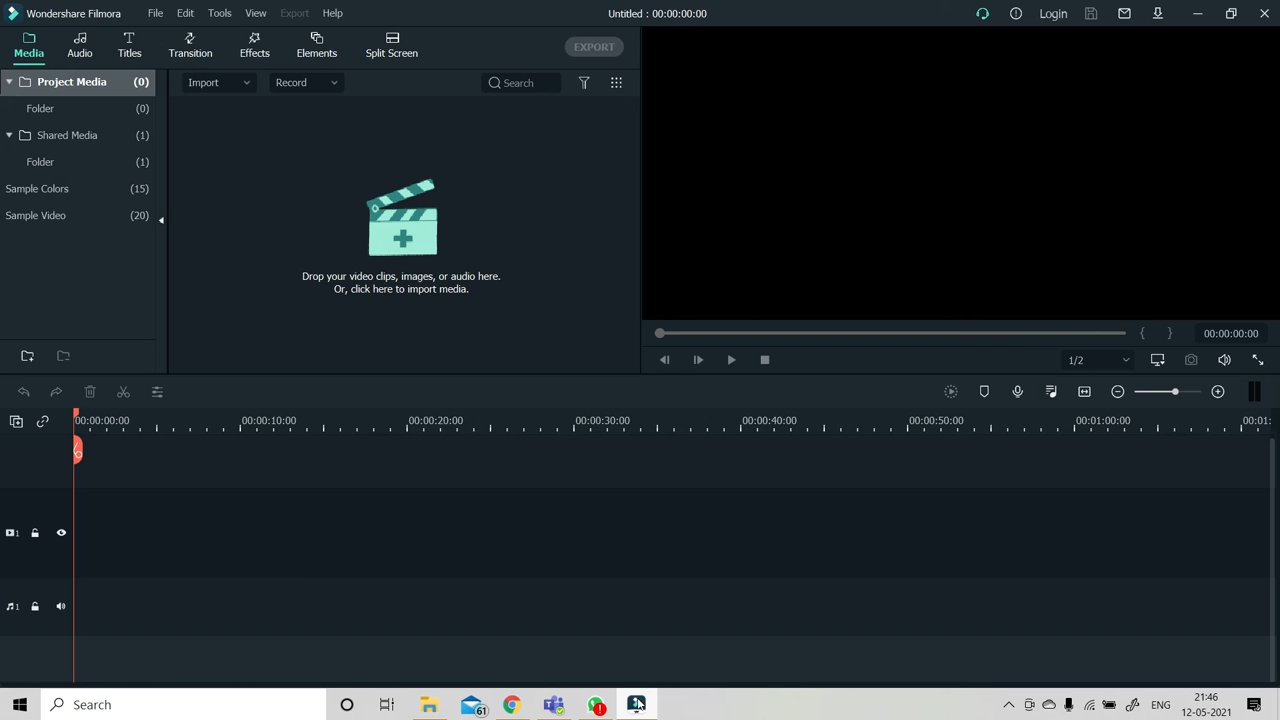 Wondershare Filmora File Edit Tools View Export Help Untitled : 00:00:00:00 Login
Media Audio Titles Transition Effects Elements Split Screen EXPORT
Project Media (0)
Folder (0)
Shared Media (1)
Folder (1)
Sample Colors (15)
Sample Video (20)
Import Record Search
Drop your video clips, images, or audio here.
Or, click here to import media.
{ } 00:00:00:00
1/2
00:00:00:00 00:00:10:00 00:00:20:00 00:00:30:00 00:00:40:00 00:00:50:00 00:01:00:00 00:01:
1
1
Search 61 ! ENG 21:46
12-05-2021